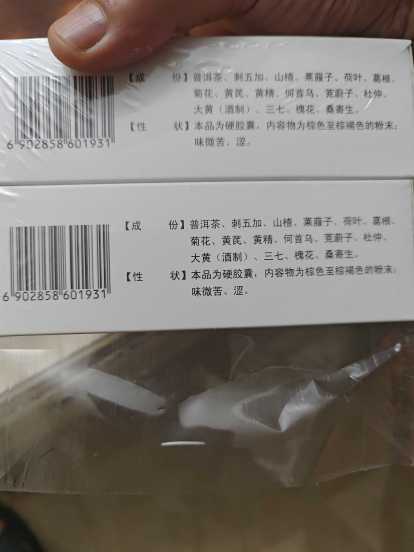 【成 份】普洱茶、刺五加、山楂、莱菔子、荷叶、葛根、
菊花、黄芪、黄精、何首乌、茺蔚子、杜仲、
大黄（酒制）、三七、槐花、桑寄生。
【性 状】本品为硬胶囊，内容物为棕色至棕褐色的粉末；
味微苦、涩。
6 902858 601931
【成 份】普洱茶、刺五加、山楂、莱菔子、荷叶、葛根、
菊花、黄芪、黄精、何首乌、茺蔚子、杜仲、
大黄（酒制）、三七、槐花、桑寄生。
【性 状】本品为硬胶囊，内容物为棕色至棕褐色的粉末；
味微苦、涩。
6 902858 601931